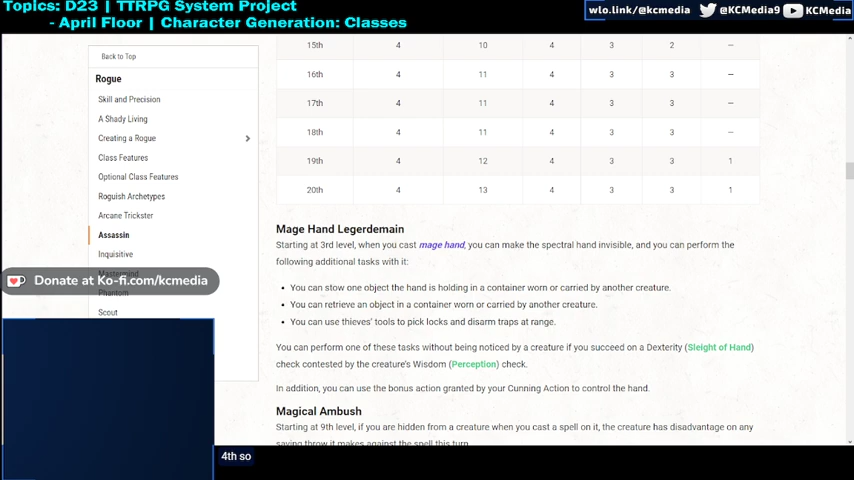 Topics: D23 | TTRPG System Project
- April Floor | Character Generation: Classes
wlo.link/@kcmedia @KCMedia9 KCMedia
Back to Top
Rogue
Skill and Precision
A Shady Living
Creating a Rogue
Class Features
Optional Class Features
Roguish Archetypes
Arcane Trickster
Assassin
Inquisitive
Mastermind
Donate at Ko-fi.com/kcmedia
Phantom
Scout
15th 4 10 4 3 2 —
16th 4 11 4 3 3 —
17th 4 11 4 3 3 —
18th 4 11 4 3 3 —
19th 4 12 4 3 3 1
20th 4 13 4 3 3 1
Mage Hand Legerdemain
Starting at 3rd level, when you cast mage hand, you can make the spectral hand invisible, and you can perform the
following additional tasks with it:
• You can stow one object the hand is holding in a container worn or carried by another creature.
• You can retrieve an object in a container worn or carried by another creature.
• You can use thieves' tools to pick locks and disarm traps at range.
You can perform one of these tasks without being noticed by a creature if you succeed on a Dexterity (Sleight of Hand)
check contested by the creature's Wisdom (Perception) check.
In addition, you can use the bonus action granted by your Cunning Action to control the hand.
Magical Ambush
Starting at 9th level, if you are hidden from a creature when you cast a spell on it, the creature has disadvantage on any
saving throw it makes against the spell this turn.
4th so